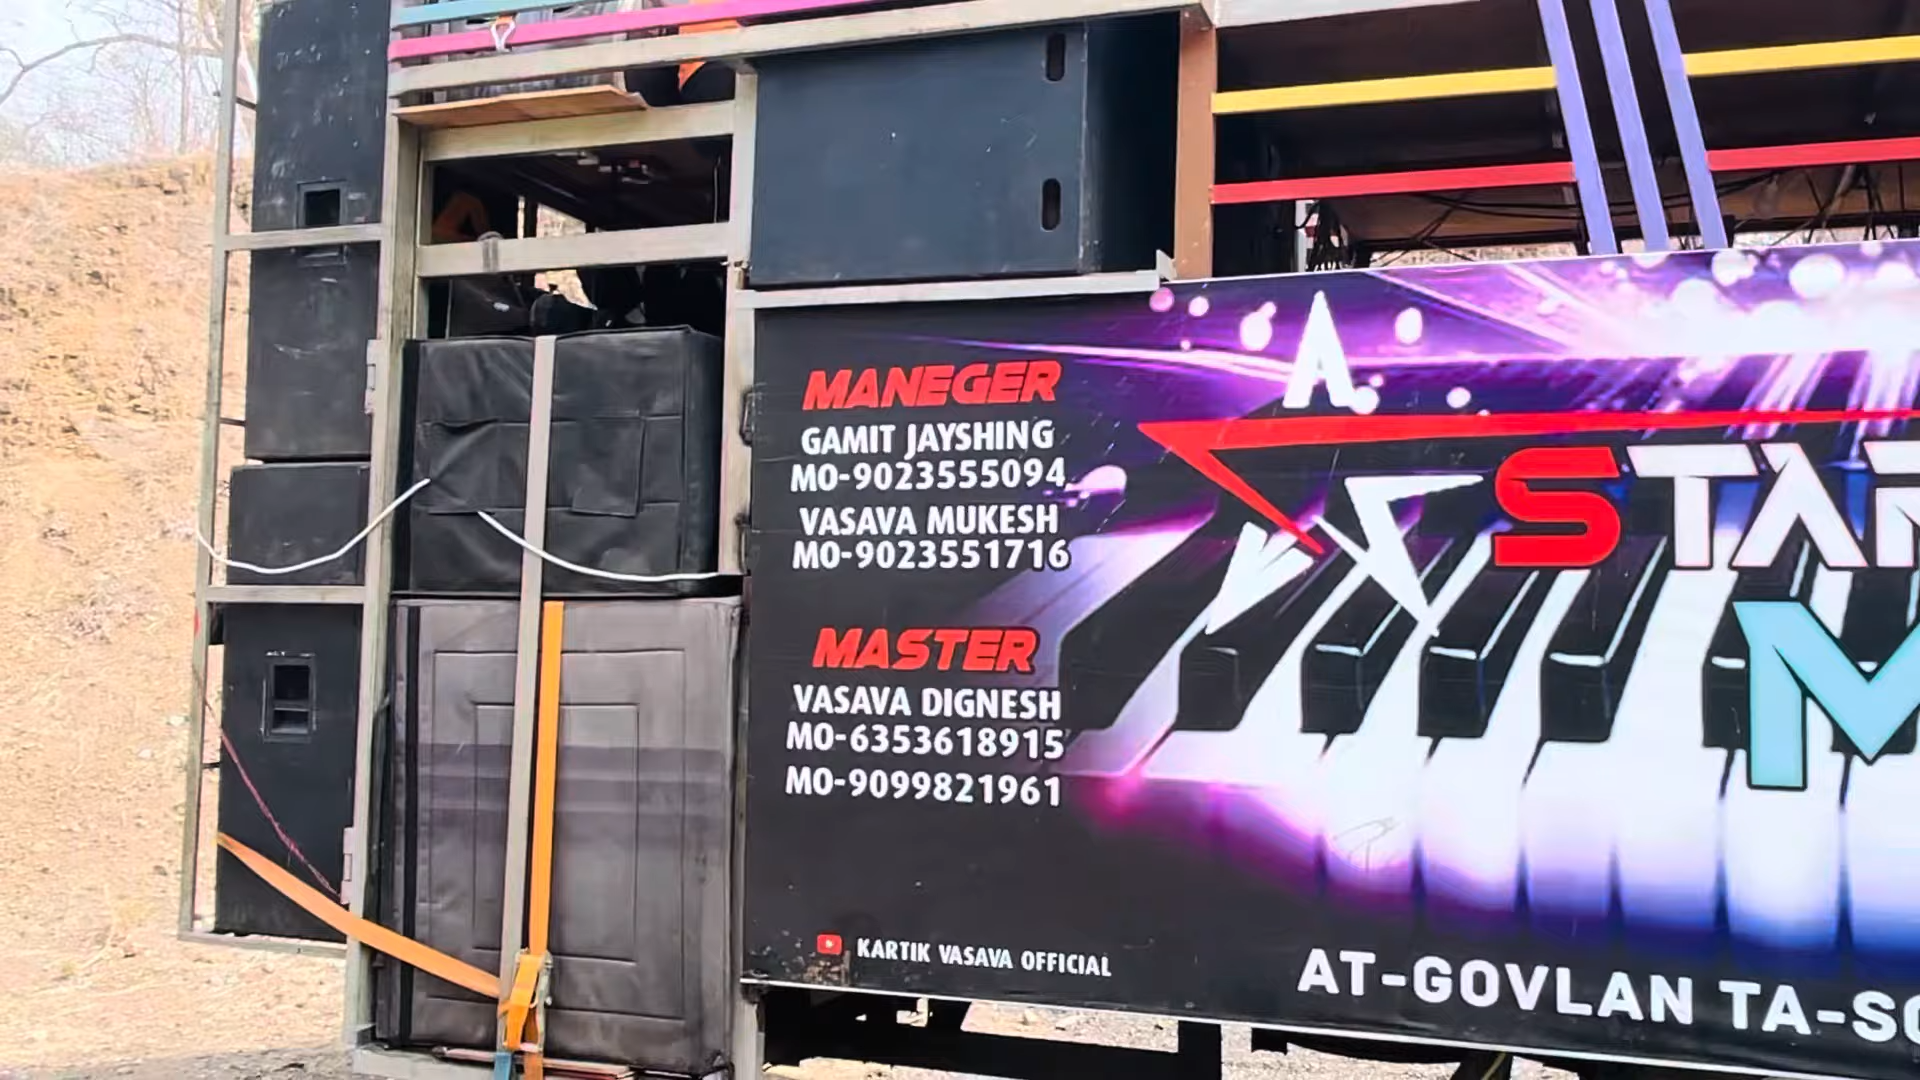 MANEGER
GAMIT JAYSHING
MO-9023555094,
VASAVA MUKESH
MO-9023551716
MASTER
VASAVA DIGNESH
MO-6353618915
MO-9099821961
KARTIK VASAVA OFFICIAL
A
STAR
M
AT-GOVLAN TA-SO